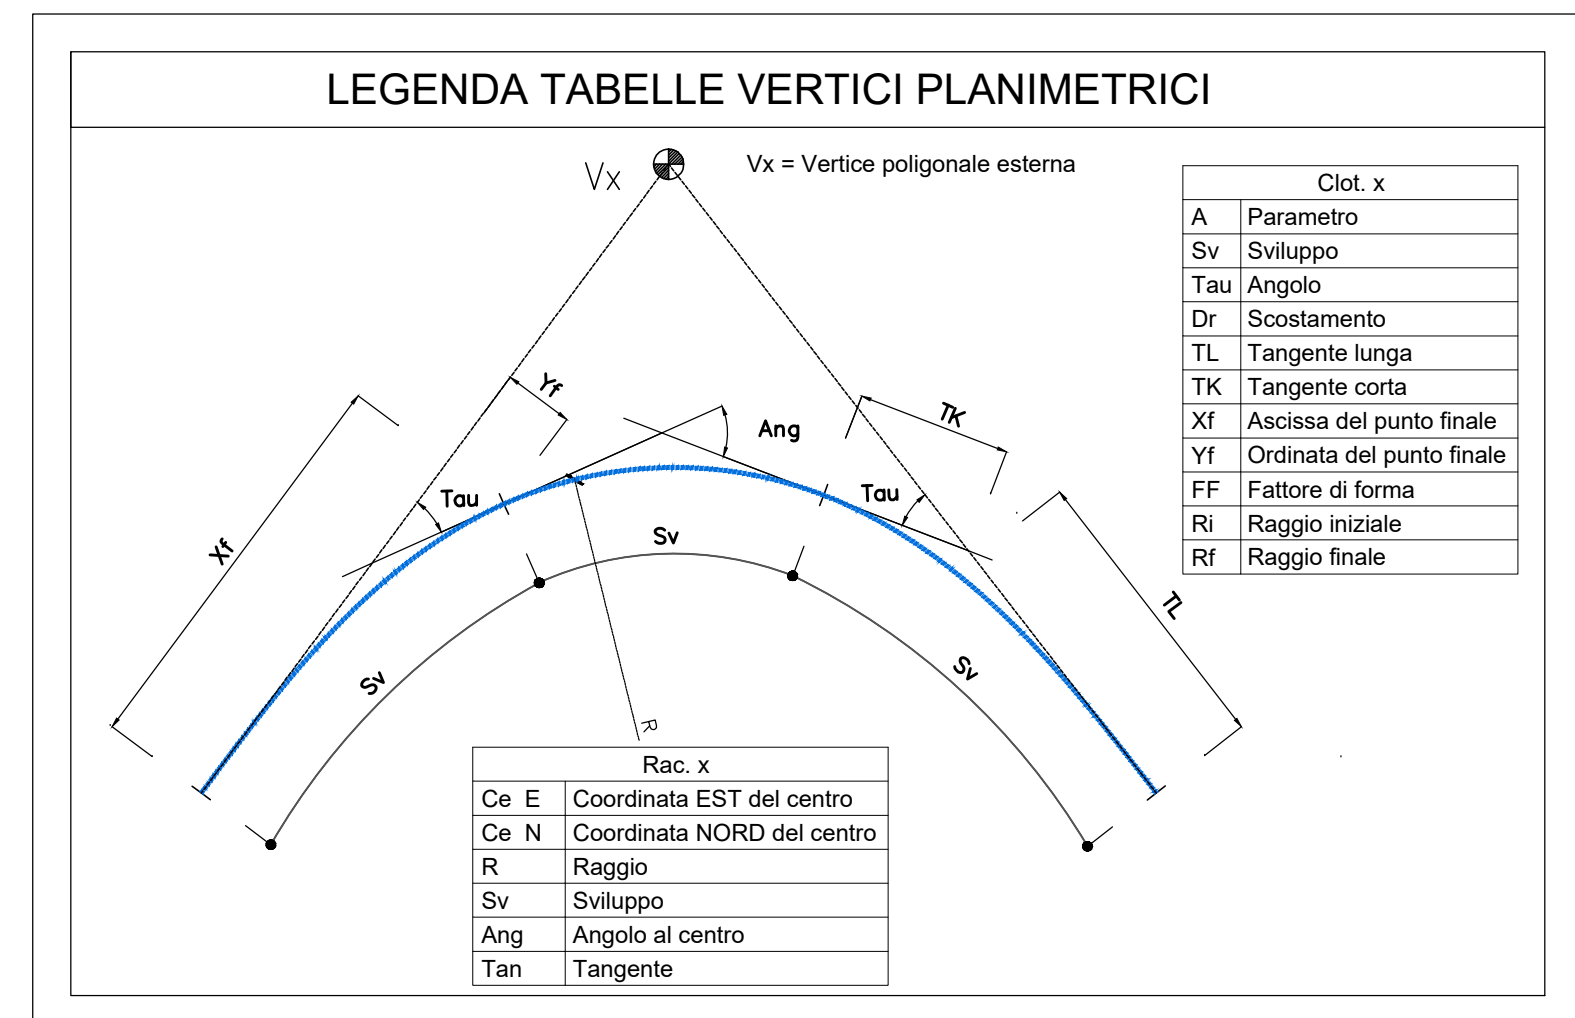 LEGENDA TABELLE VERTICI PLANIMETRICI
Vx
Vx = Vertice poligonale esterna
Clot. x
A Parametro
Sv Sviluppo
Tau Angolo
Dr Scostamento
TL Tangente lunga
TK Tangente corta
Xf Ascissa del punto finale
Yf Ordinata del punto finale
FF Fattore di forma
Ri Raggio iniziale
Rf Raggio finale
Yf
TK
Ang
Tau
Tau
Xf
Sv
TL
Sv
Sv
R
Rac. x
Ce E Coordinata EST del centro
Ce N Coordinata NORD del centro
R Raggio
Sv Sviluppo
Ang Angolo al centro
Tan Tangente